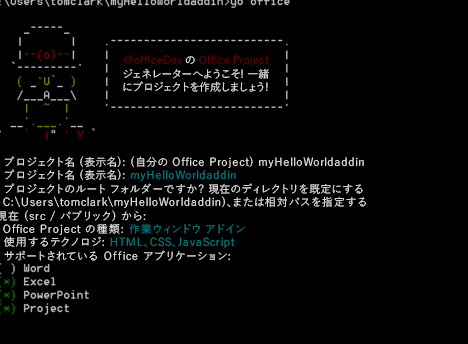 :\Users\tomclark\myHelloWorldaddin>yo office
@officeDev の Office Project
ジェネレーターへようこそ! 一緒
にプロジェクトを作成しましょう!
プロジェクト名 (表示名): (自分の Office Project) myHelloWorldaddin
プロジェクト名 (表示名): myHelloWorldaddin
プロジェクトのルート フォルダーですか? 現在のディレクトリを既定にする
C:\Users\tomclark\myHelloWorldaddin)、または相対パスを指定する
現在 (src / パブリック) から:
Office Project の種類: 作業ウィンドウ アドイン
使用するテクノロジ: HTML、CSS、JavaScript
サポートされている Office アプリケーション:
( ) Word
(*) Excel
(*) PowerPoint
(*) Project